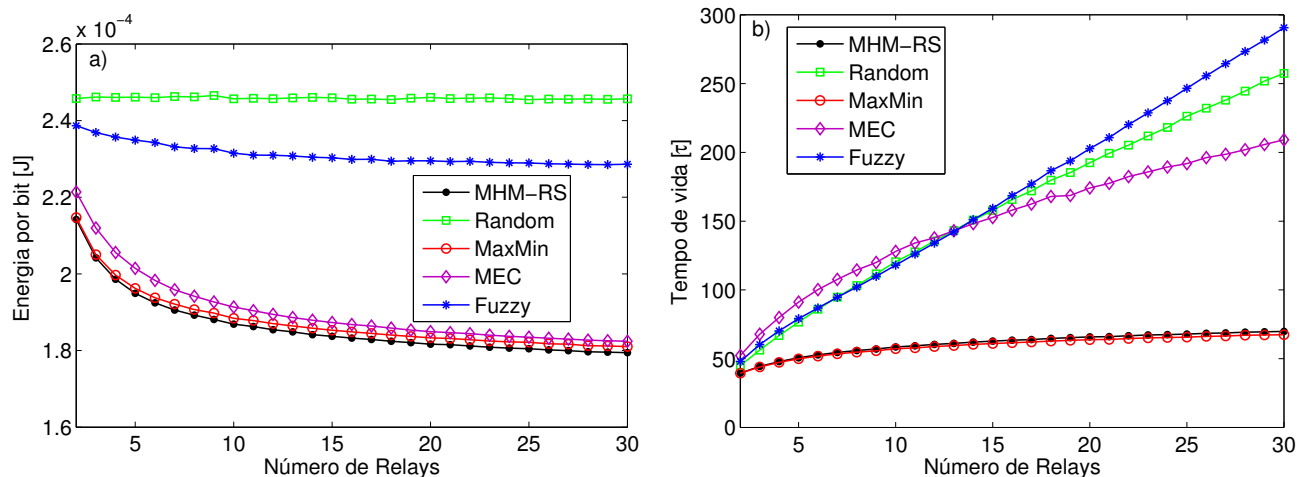 x 10⁻⁴
a)
2.6
2.4
2.2
2
1.8
1.6
Energia por bit [J]
MHM-RS
Random
MaxMin
MEC
Fuzzy
5
10
15
20
25
30
Número de Relays
b)
300
250
200
150
100
50
0
Tempo de vida [τ]
MHM-RS
Random
MaxMin
MEC
Fuzzy
5
10
15
20
25
30
Número de Relays